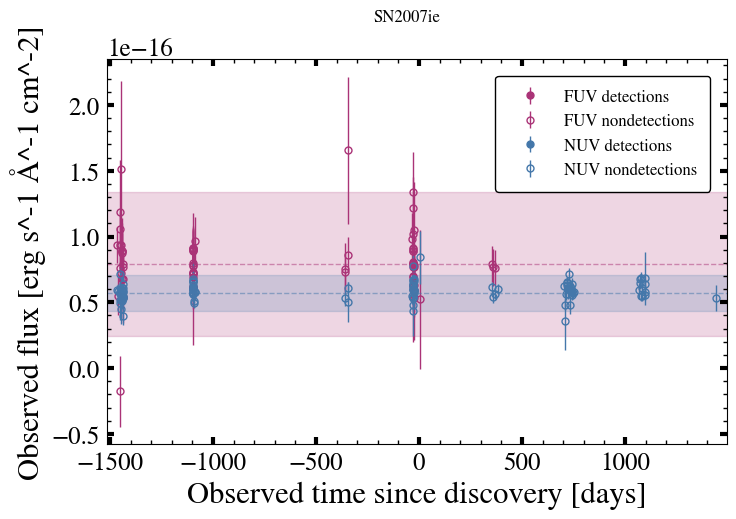 SN2007ie
1e−16
Observed flux [erg s^-1 Å^-1 cm^-2]
2.0
1.5
1.0
0.5
0.0
−0.5
FUV detections
FUV nondetections
NUV detections
NUV nondetections
−1500 −1000 −500 0 500 1000
Observed time since discovery [days]